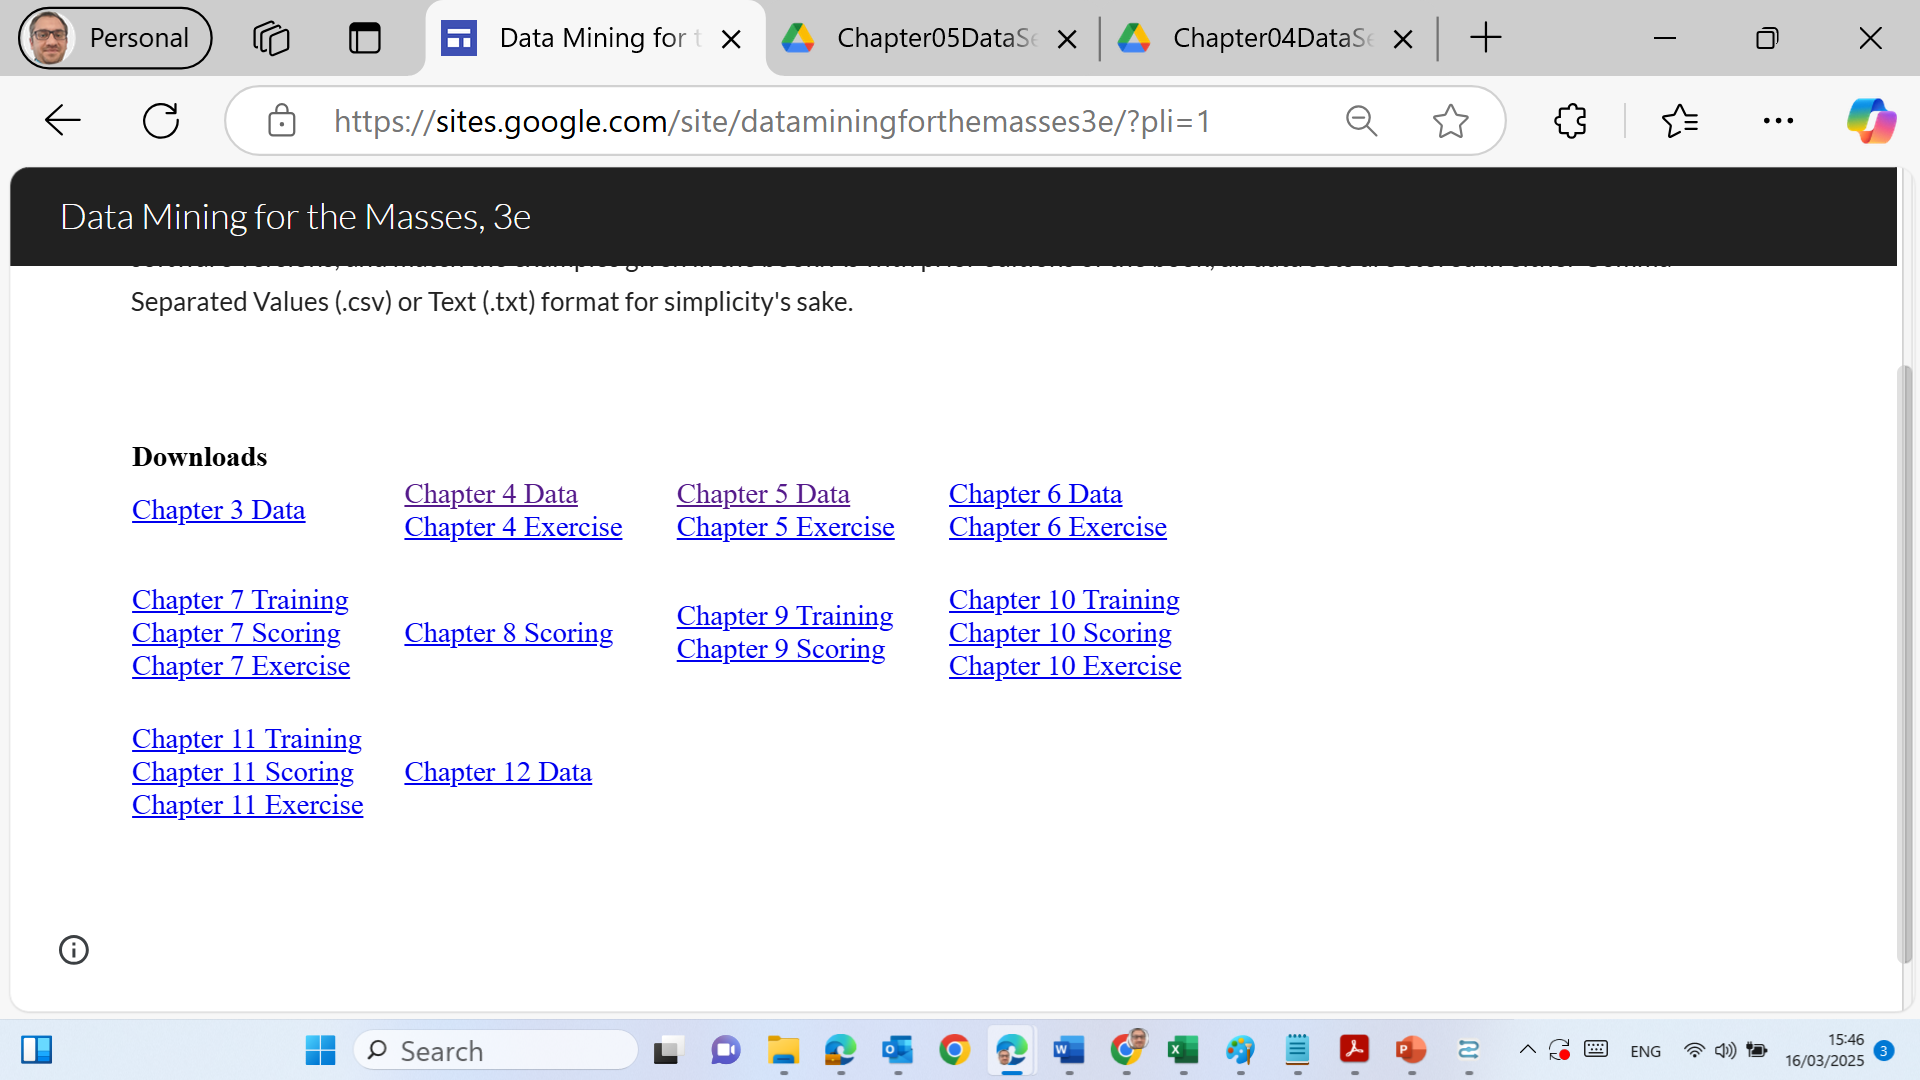 Personal
Data Mining for t
Chapter05DataSe
Chapter04DataSe
https://sites.google.com/site/dataminingforthemasses3e/?pli=1
Data Mining for the Masses, 3e
Separated Values (.csv) or Text (.txt) format for simplicity's sake.
Downloads
Chapter 3 Data
Chapter 4 Data
Chapter 4 Exercise
Chapter 5 Data
Chapter 5 Exercise
Chapter 6 Data
Chapter 6 Exercise
Chapter 7 Training
Chapter 7 Scoring
Chapter 7 Exercise
Chapter 8 Scoring
Chapter 9 Training
Chapter 9 Scoring
Chapter 10 Training
Chapter 10 Scoring
Chapter 10 Exercise
Chapter 11 Training
Chapter 11 Scoring
Chapter 11 Exercise
Chapter 12 Data
Search
ENG
15:46
16/03/2025
3